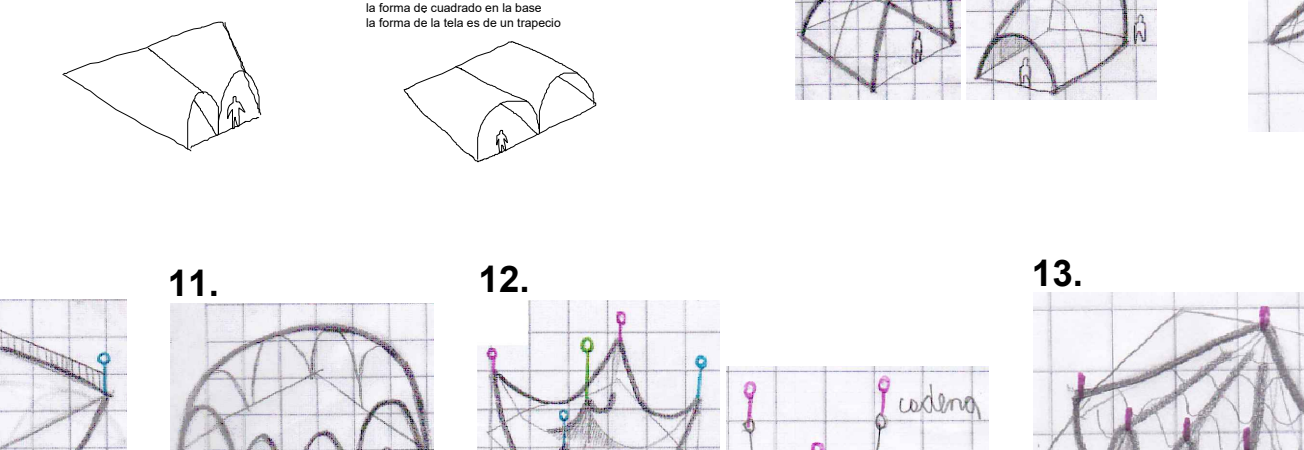 la forma de cuadrado en la base
la forma de la tela es de un trapecio
11.
12.
13.
cadena